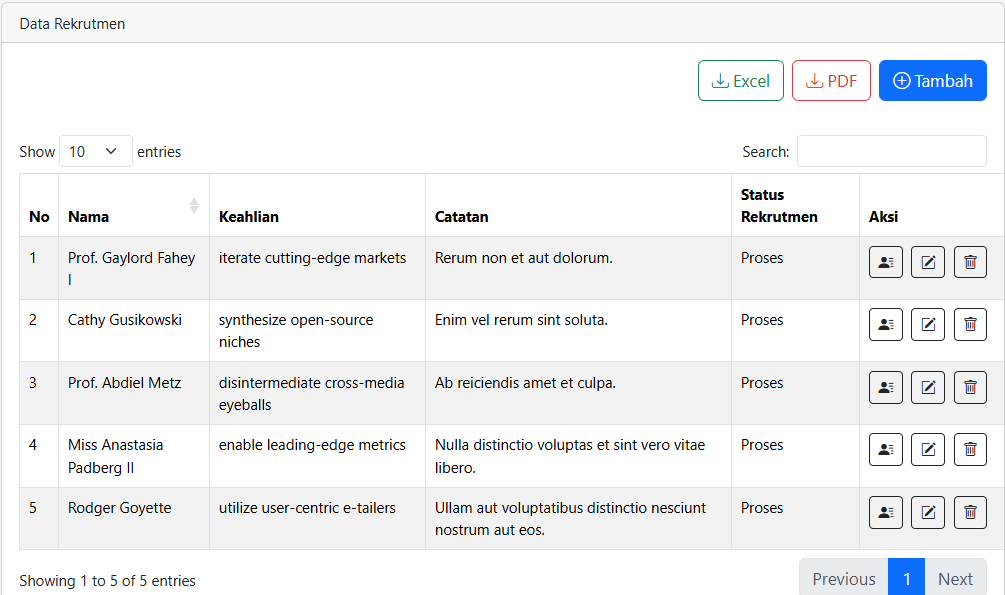 Data Rekrutmen
Excel PDF Tambah
Show 10 entries Search:
No Nama Keahlian Catatan Status Rekrutmen Aksi
1 Prof. Gaylord Fahey I iterate cutting-edge markets Rerum non et aut dolorum. Proses
2 Cathy Gusikowski synthesize open-source niches Enim vel rerum sint soluta. Proses
3 Prof. Abdiel Metz disintermediate cross-media eyeballs Ab reiciendis amet et culpa. Proses
4 Miss Anastasia Padberg II enable leading-edge metrics Nulla distinctio voluptas et sint vero vitae libero. Proses
5 Rodger Goyette utilize user-centric e-tailers Ullam aut voluptatibus distinctio nesciunt nostrum aut eos. Proses
Showing 1 to 5 of 5 entries Previous 1 Next